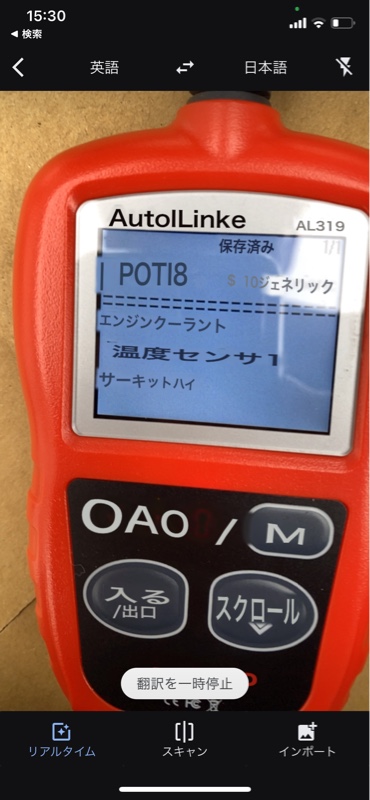 15:30
◀ 検索
英語
日本語
AutolLinke
AL319
保存済み 1/1
POTI8 $ 10ジェネリック
エンジンクーラント
温度センサ1
サーキットハイ
OAO / M
入る
/出口
スクロール
翻訳を一時停止
リアルタイム
スキャン
インポート